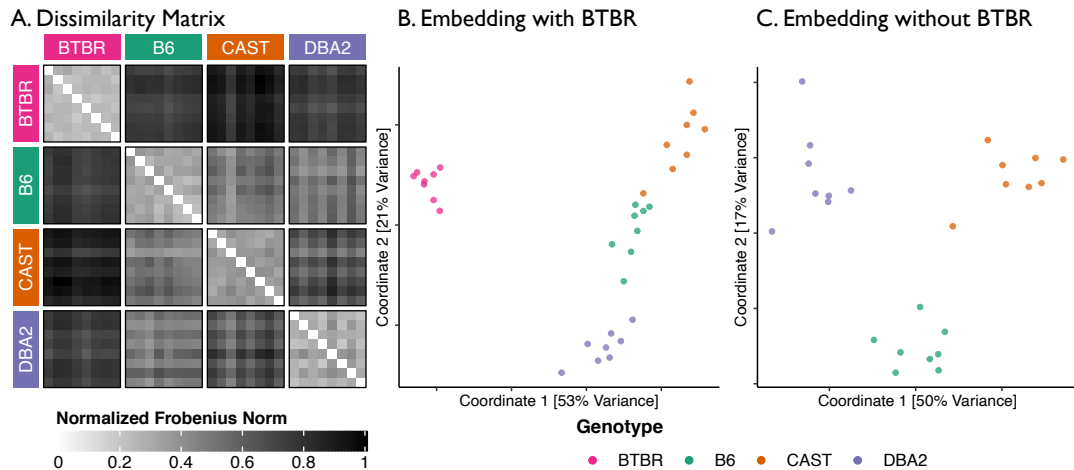 A. Dissimilarity Matrix
BTBR B6 CAST DBA2
BTBR
B6
CAST
DBA2
Normalized Frobenius Norm
0 0.2 0.4 0.6 0.8 1
B. Embedding with BTBR
Coordinate 2 [21% Variance]
Coordinate 1 [53% Variance]
C. Embedding without BTBR
Coordinate 2 [17% Variance]
Coordinate 1 [50% Variance]
Genotype
BTBR B6 CAST DBA2